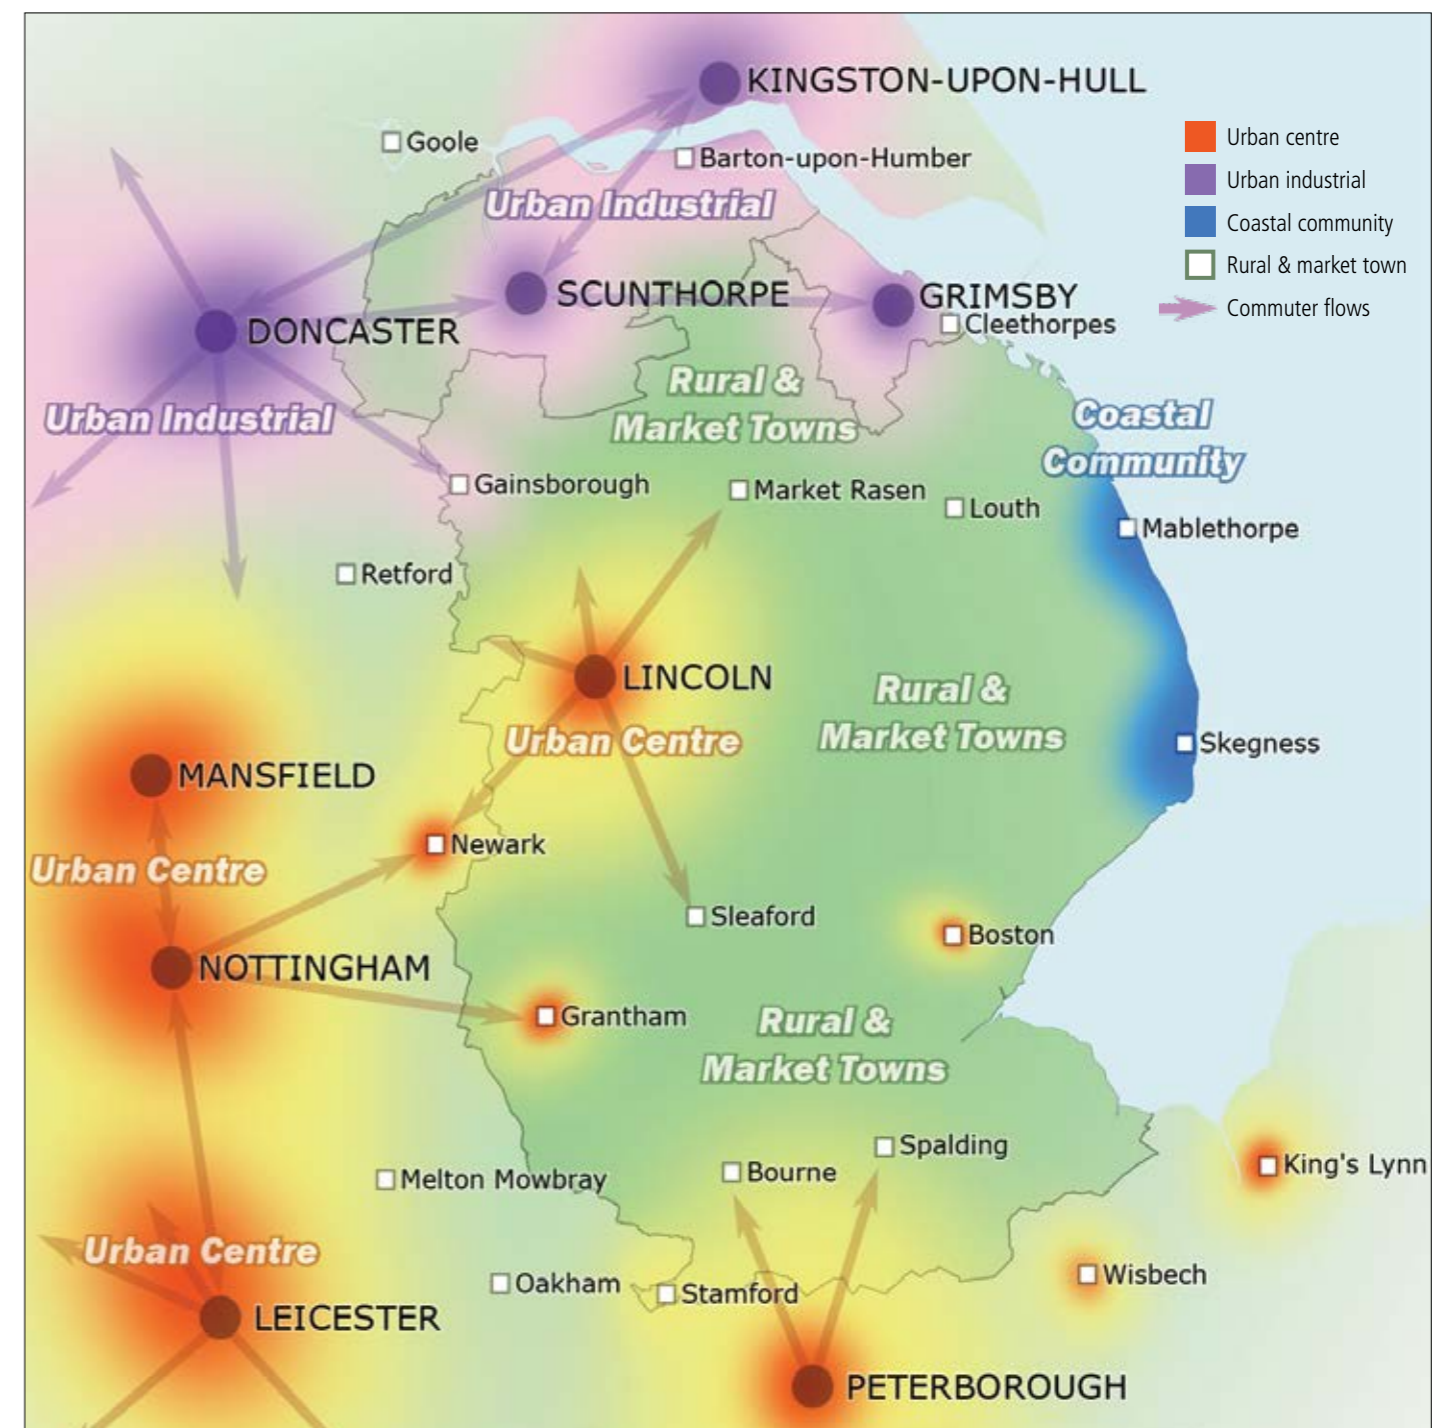 KINGSTON-UPON-HULL
Urban centre
Goole
Barton-upon-Humber
Urban industrial
Urban Industrial
Coastal community
Rural & market town
SCUNTHORPE
GRIMSBY
Commuter flows
DONCASTER
Cleethorpes
Rural &
Market Towns
Urban Industrial
Coastal
Community
Gainsborough
Market Rasen
Louth
Mablethorpe
Retford
LINCOLN
Rural &
Market Towns
Urban Centre
Skegness
MANSFIELD
Newark
Urban Centre
Sleaford
Boston
NOTTINGHAM
Grantham
Rural &
Market Towns
Spalding
Bourne
Melton Mowbray
King's Lynn
Urban Centre
Oakham
Stamford
Wisbech
LEICESTER
PETERBOROUGH